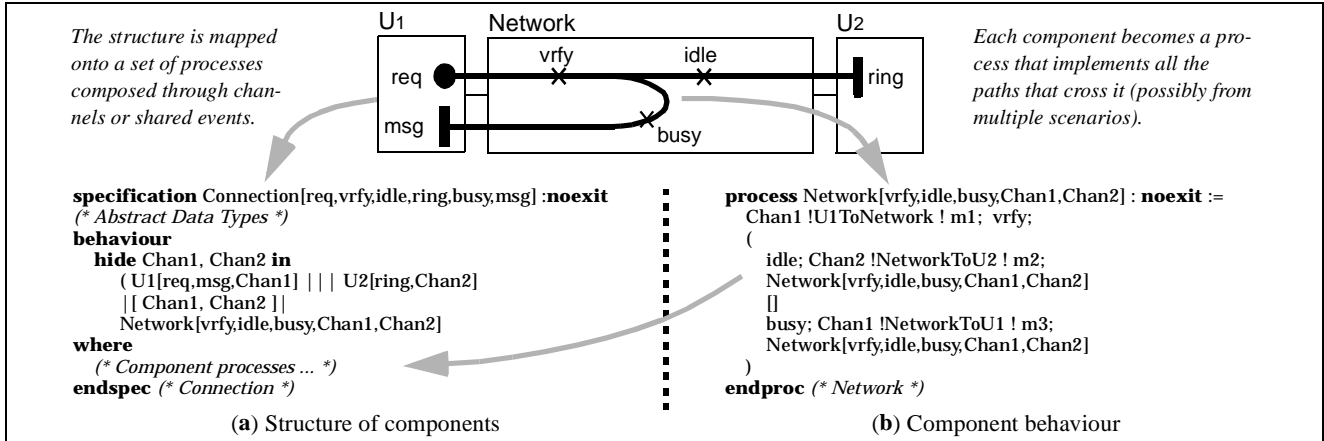 The structure is mapped
onto a set of processes
composed through chan-
nels or shared events.
U1
Network
U2
req
vrfy
idle
ring
msg
busy
Each component becomes a pro-
cess that implements all the
paths that cross it (possibly from
multiple scenarios).
specification Connection[req,vrfy,idle,ring,busy,msg] :noexit
(* Abstract Data Types *)
behaviour
hide Chan1, Chan2 in
( U1[req,msg,Chan1] ||| U2[ring,Chan2]
|[ Chan1, Chan2 ]|
Network[vrfy,idle,busy,Chan1,Chan2]
where
(* Component processes ... *)
endspec (* Connection *)
(a) Structure of components
process Network[vrfy,idle,busy,Chan1,Chan2] : noexit :=
Chan1 !U1ToNetwork ! m1; vrfy;
(
idle; Chan2 !NetworkToU2 ! m2;
Network[vrfy,idle,busy,Chan1,Chan2]
[]
busy; Chan1 !NetworkToU1 ! m3;
Network[vrfy,idle,busy,Chan1,Chan2]
)
endproc (* Network *)
(b) Component behaviour